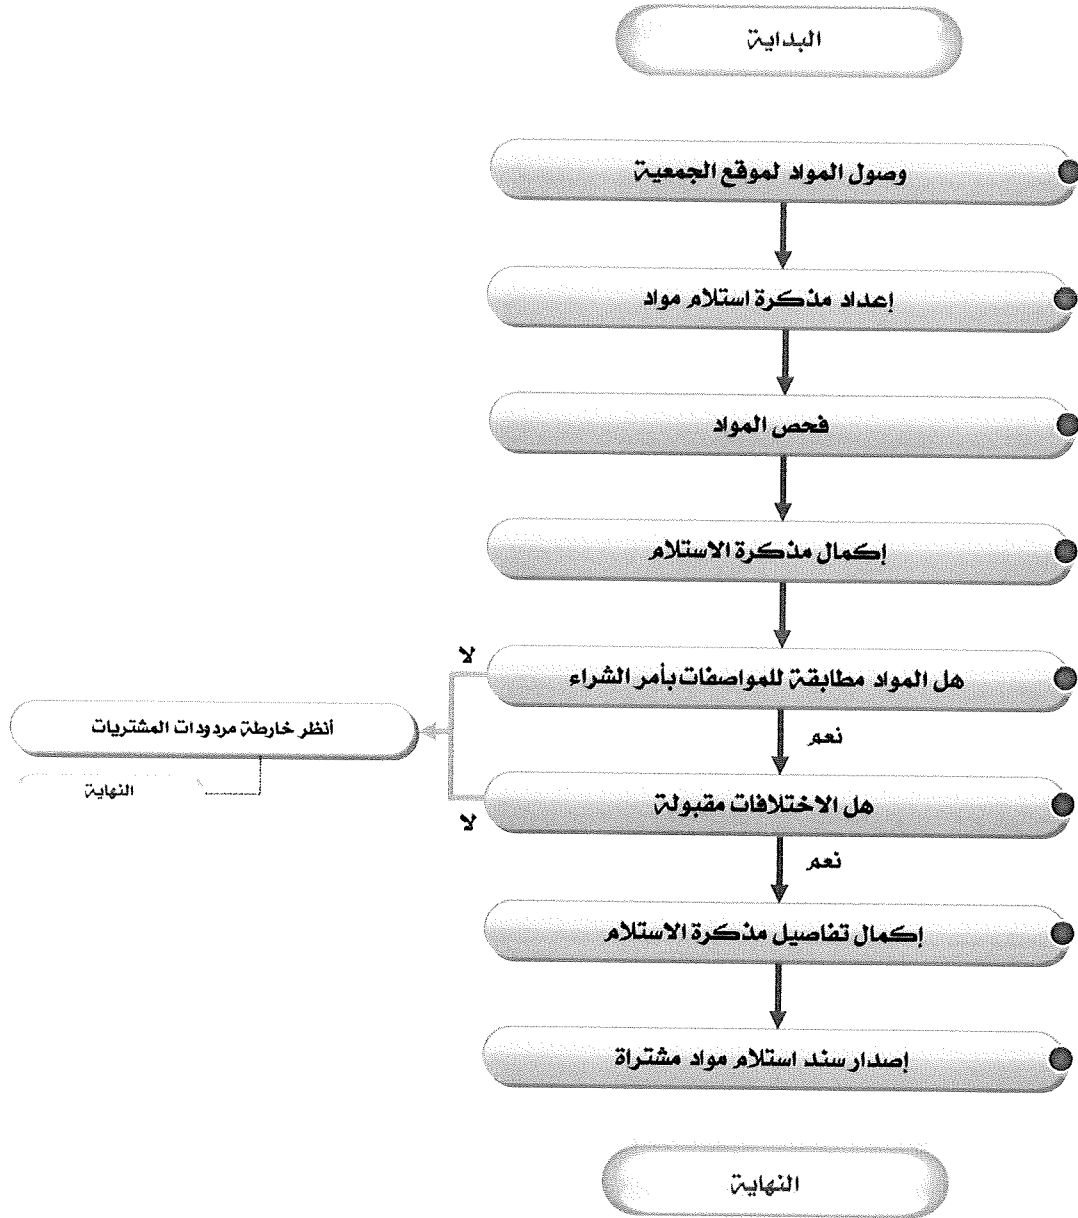 البداية
وصول المواد لموقع الجمعية
إعداد مذكرة استلام مواد
فحص المواد
إكمال مذكرة الاستلام
هل المواد مطابقة للمواصفات بأمر الشراء
لا
نعم
أنظر خارطة مردودات المشتريات
النهاية
هل الاختلافات مقبولة
لا
نعم
إكمال تفاصيل مذكرة الاستلام
إصدار سند استلام مواد مشتراة
النهاية